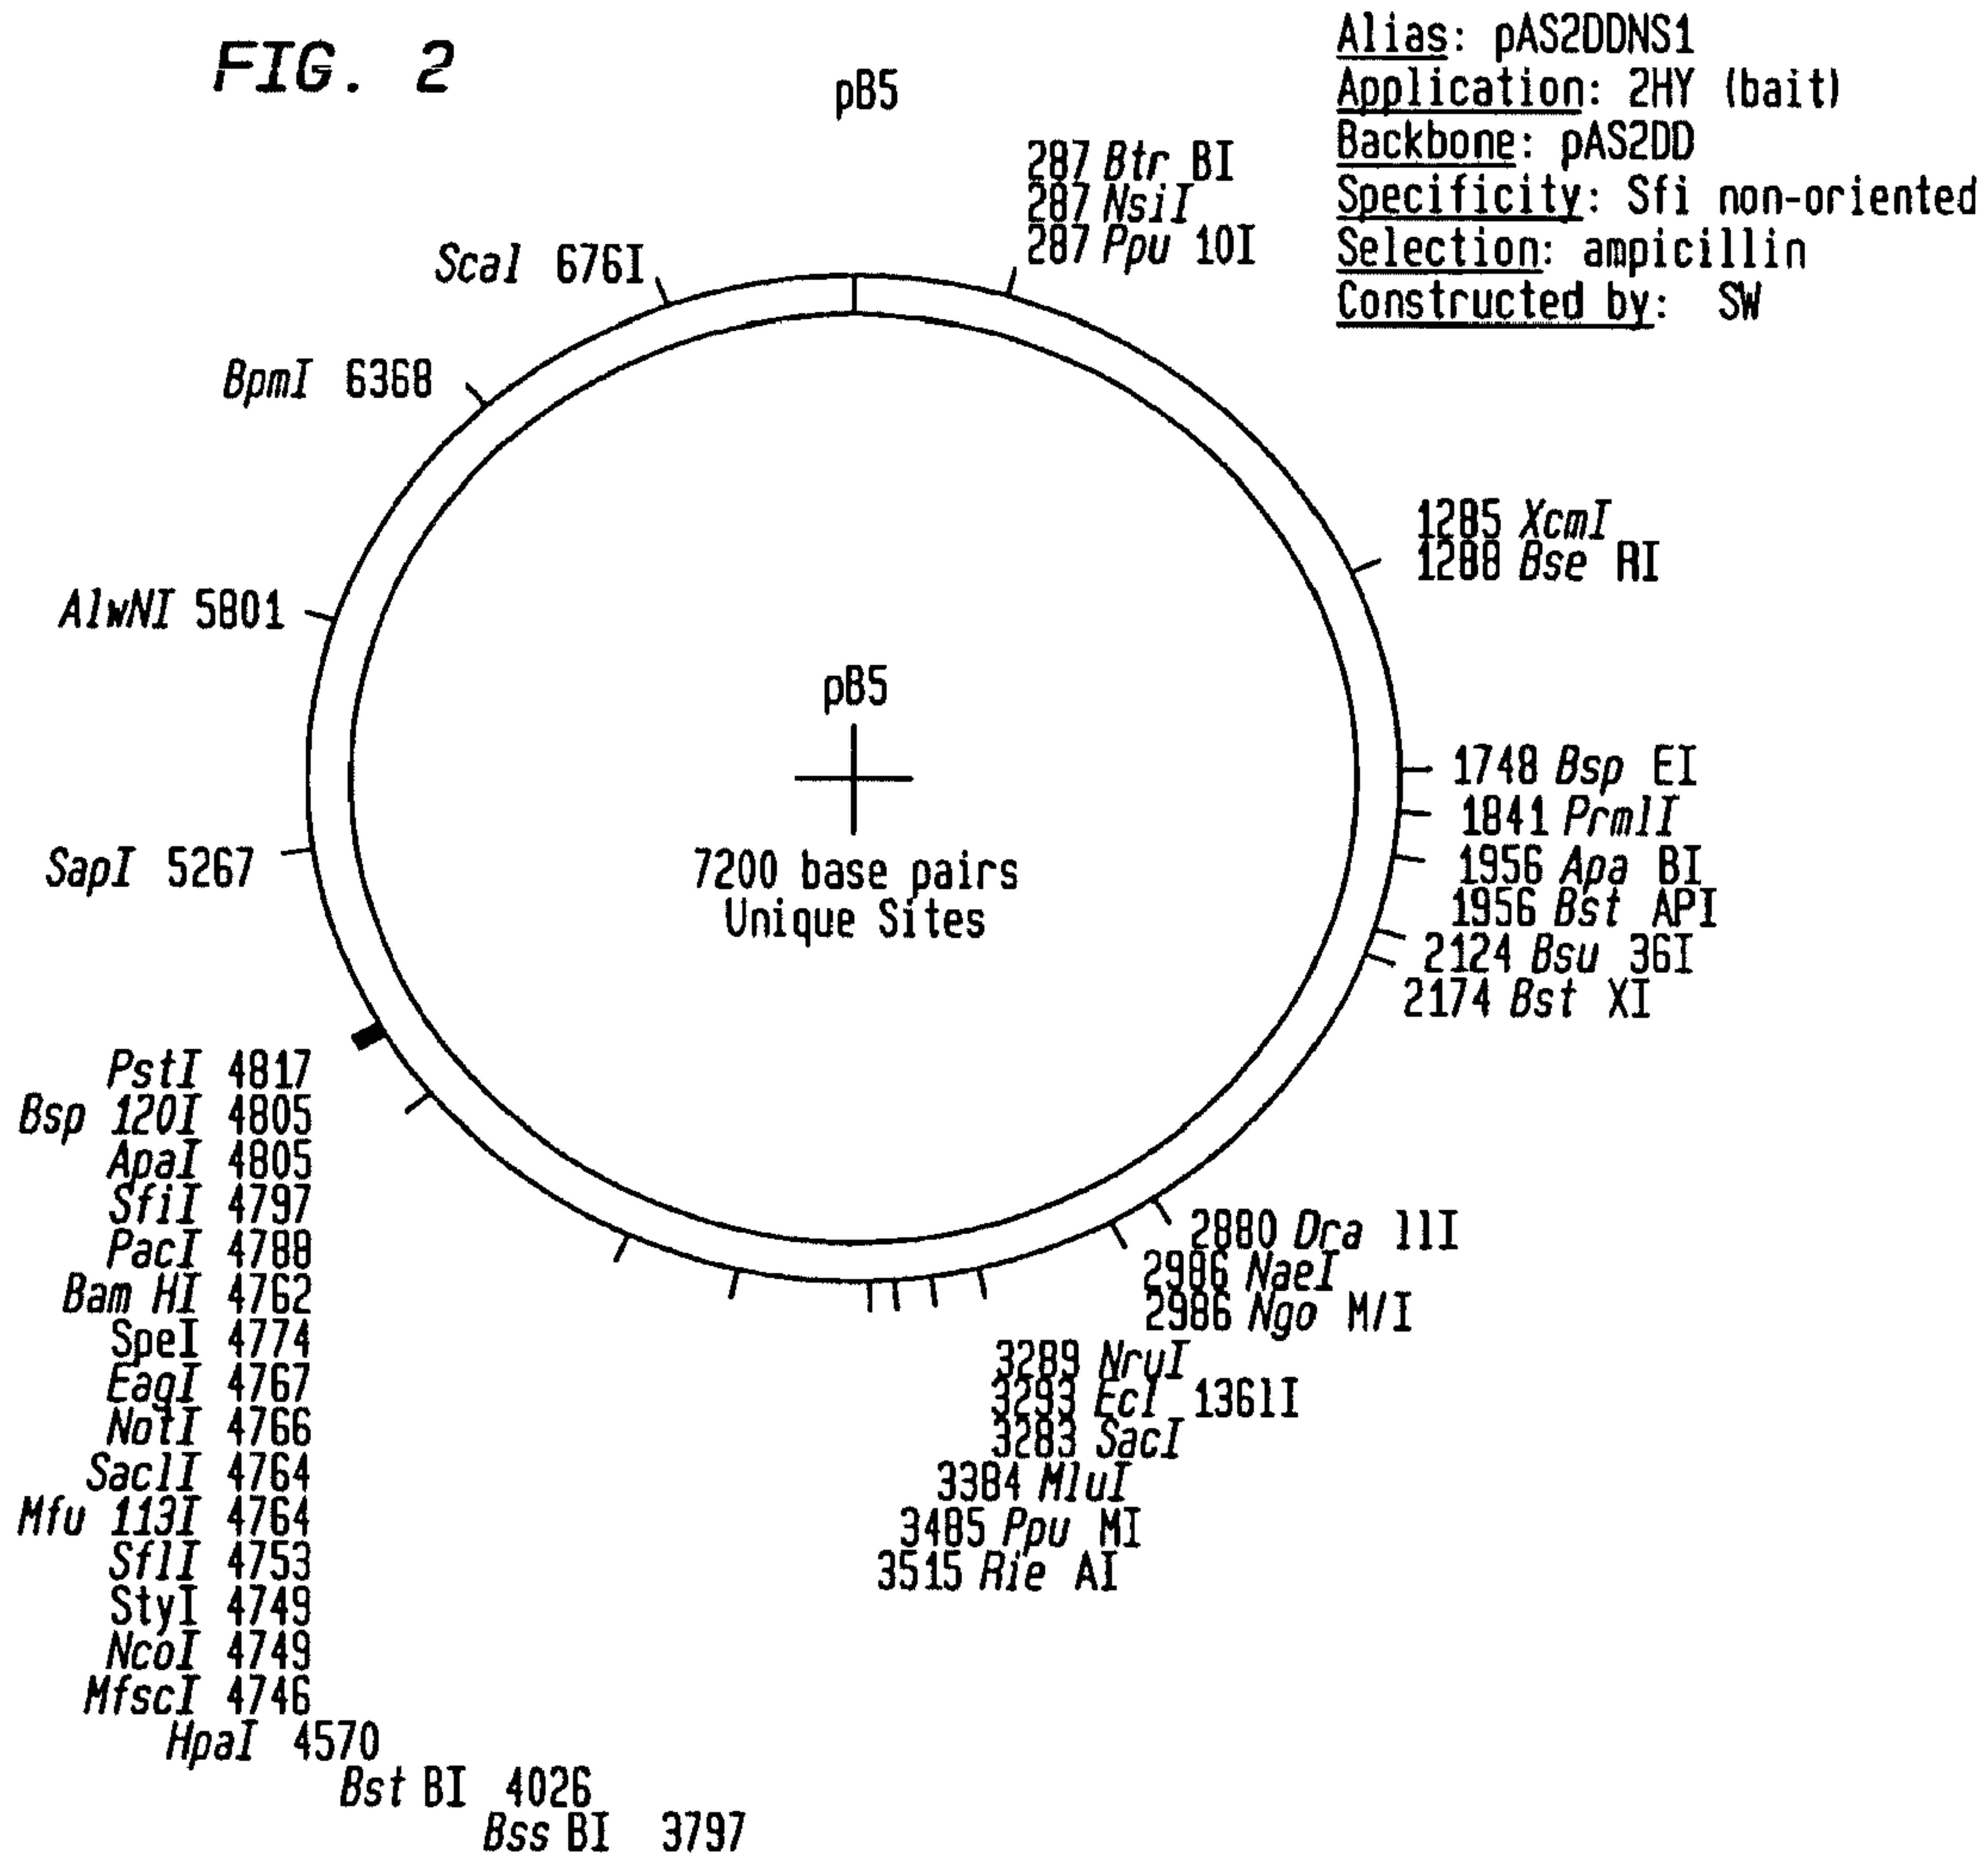 FIG. 2
pB5
Alias: pAS2DDNS1
Application: 2HY (bait)
Backbone: pAS2DD
Specificity: Sfi non-oriented
Selection: ampicillin
Constructed by: SW
287 Btr BI
287 NsiI
287 Ppu 10I
ScaI 676I
BpmI 6368
AlwNI 5801
SapI 5267
1285 XcmI
1288 Bse RI
1748 Bsp EI
1841 PrmlI
1956 Apa BI
1956 Bst API
2124 Bsu 36I
2174 Bst XI
pB5
7200 base pairs
Unique Sites
2880 Dra 11I
2986 NaeI
2986 Ngo M/I
3289 NruI
3293 EcI 136lI
3283 SacI
3384 MluI
3485 Ppu MI
3515 Rie AI
PstI 4817
Bsp 120I 4805
ApaI 4805
SfiI 4797
PacI 4788
Bam HI 4762
SpeI 4774
EagI 4767
NotI 4766
SaclI 4764
Mfu 113I 4764
SflI 4753
StyI 4749
NcoI 4749
MfscI 4746
HpaI 4570
Bst BI 4026
Bss BI 3797